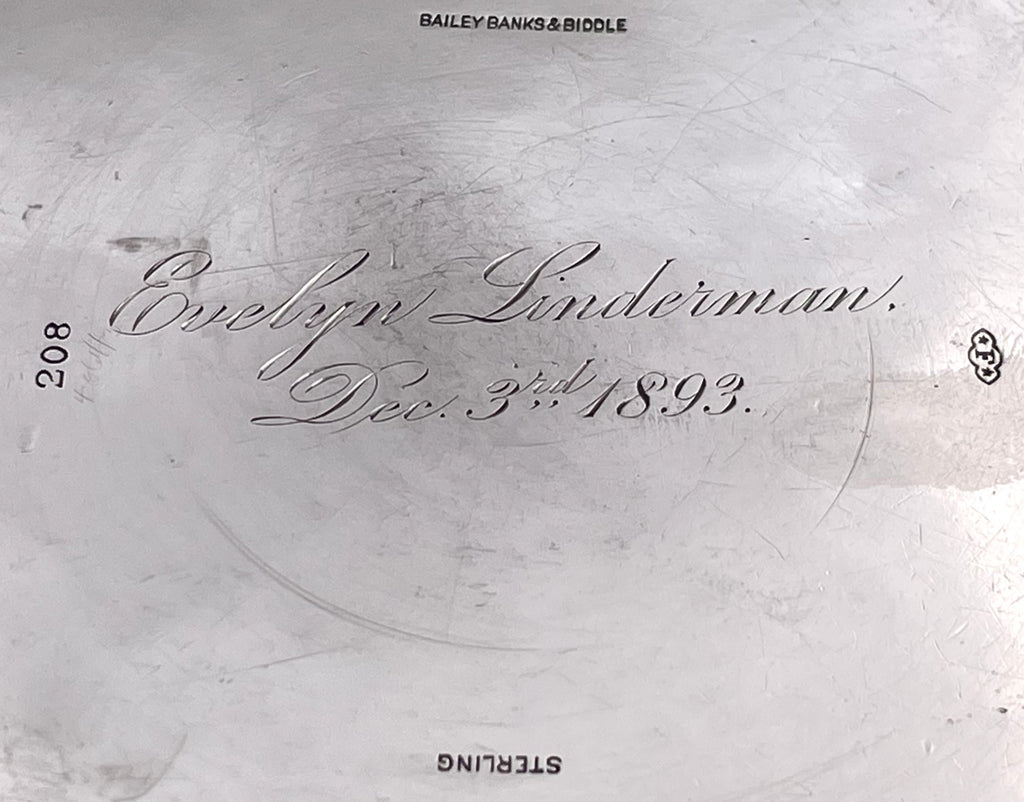 BAILEY BANKS & BIDDLE
Evelyn Linderman.
Dec. 3rd 1893.
208
F
STERLING